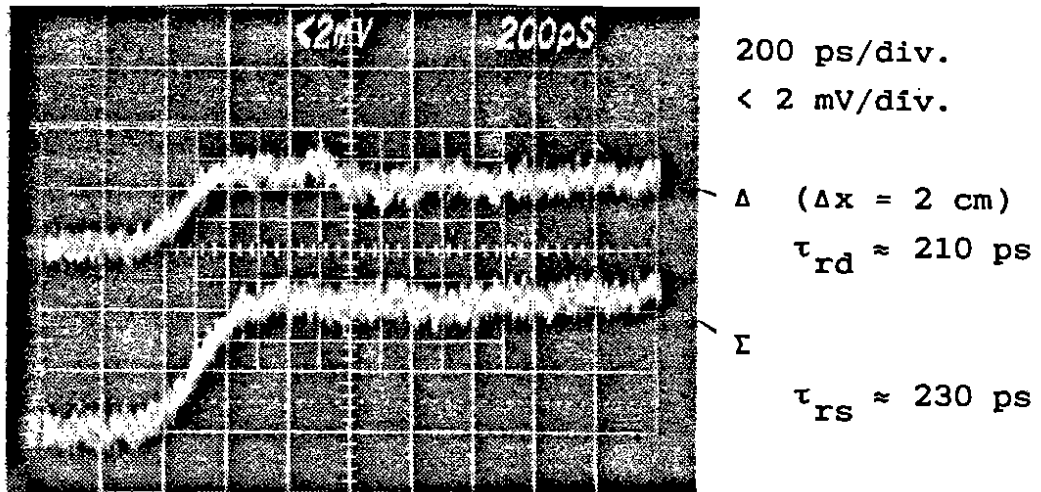 <2mV 200pS
200 ps/div.
< 2 mV/div.
Δ (Δx = 2 cm)
τrd ≈ 210 ps
Σ
τrs ≈ 230 ps